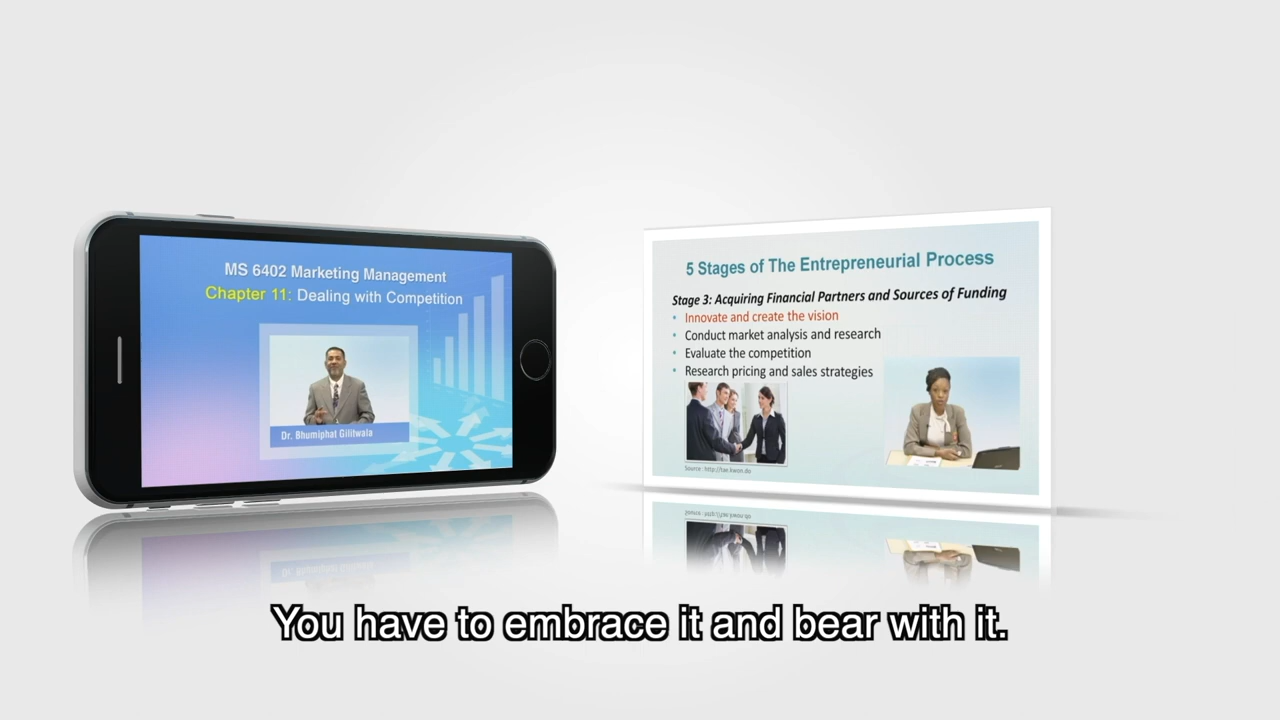 MS 6402 Marketing Management
Chapter 11: Dealing with Competition
Dr. Bhumiphat Gilitwala
5 Stages of The Entrepreneurial Process
Stage 3: Acquiring Financial Partners and Sources of Funding
• Innovate and create the vision
• Conduct market analysis and research
• Evaluate the competition
• Research pricing and sales strategies
Source : http://tae.kwon.do
You have to embrace it and bear with it.